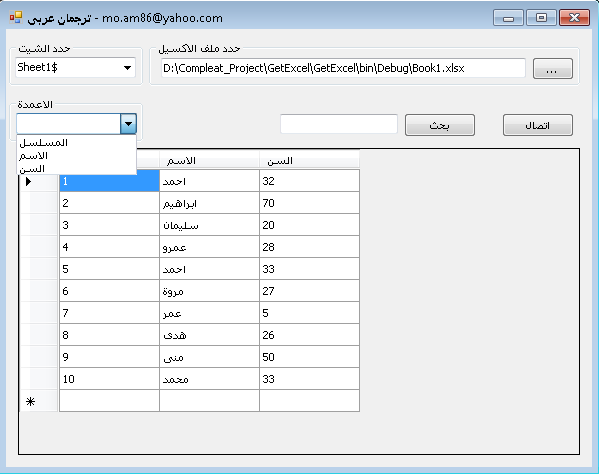 ترجمان عربى - mo.am86@yahoo.com
حدد الشيت
حدد ملف الاكسيل
Sheet1$
D:\Compleat_Project\GetExcel\GetExcel\bin\Debug\Book1.xlsx
...
الاعمدة
بحث
اتصال
المسلسل
الاسم
السن
الاسم السن
1 احمد 32
2 ابراهيم 70
3 سليمان 20
4 عمرو 28
5 احمد 33
6 مروة 27
7 عمر 5
8 هدى 26
9 منى 50
10 محمد 33